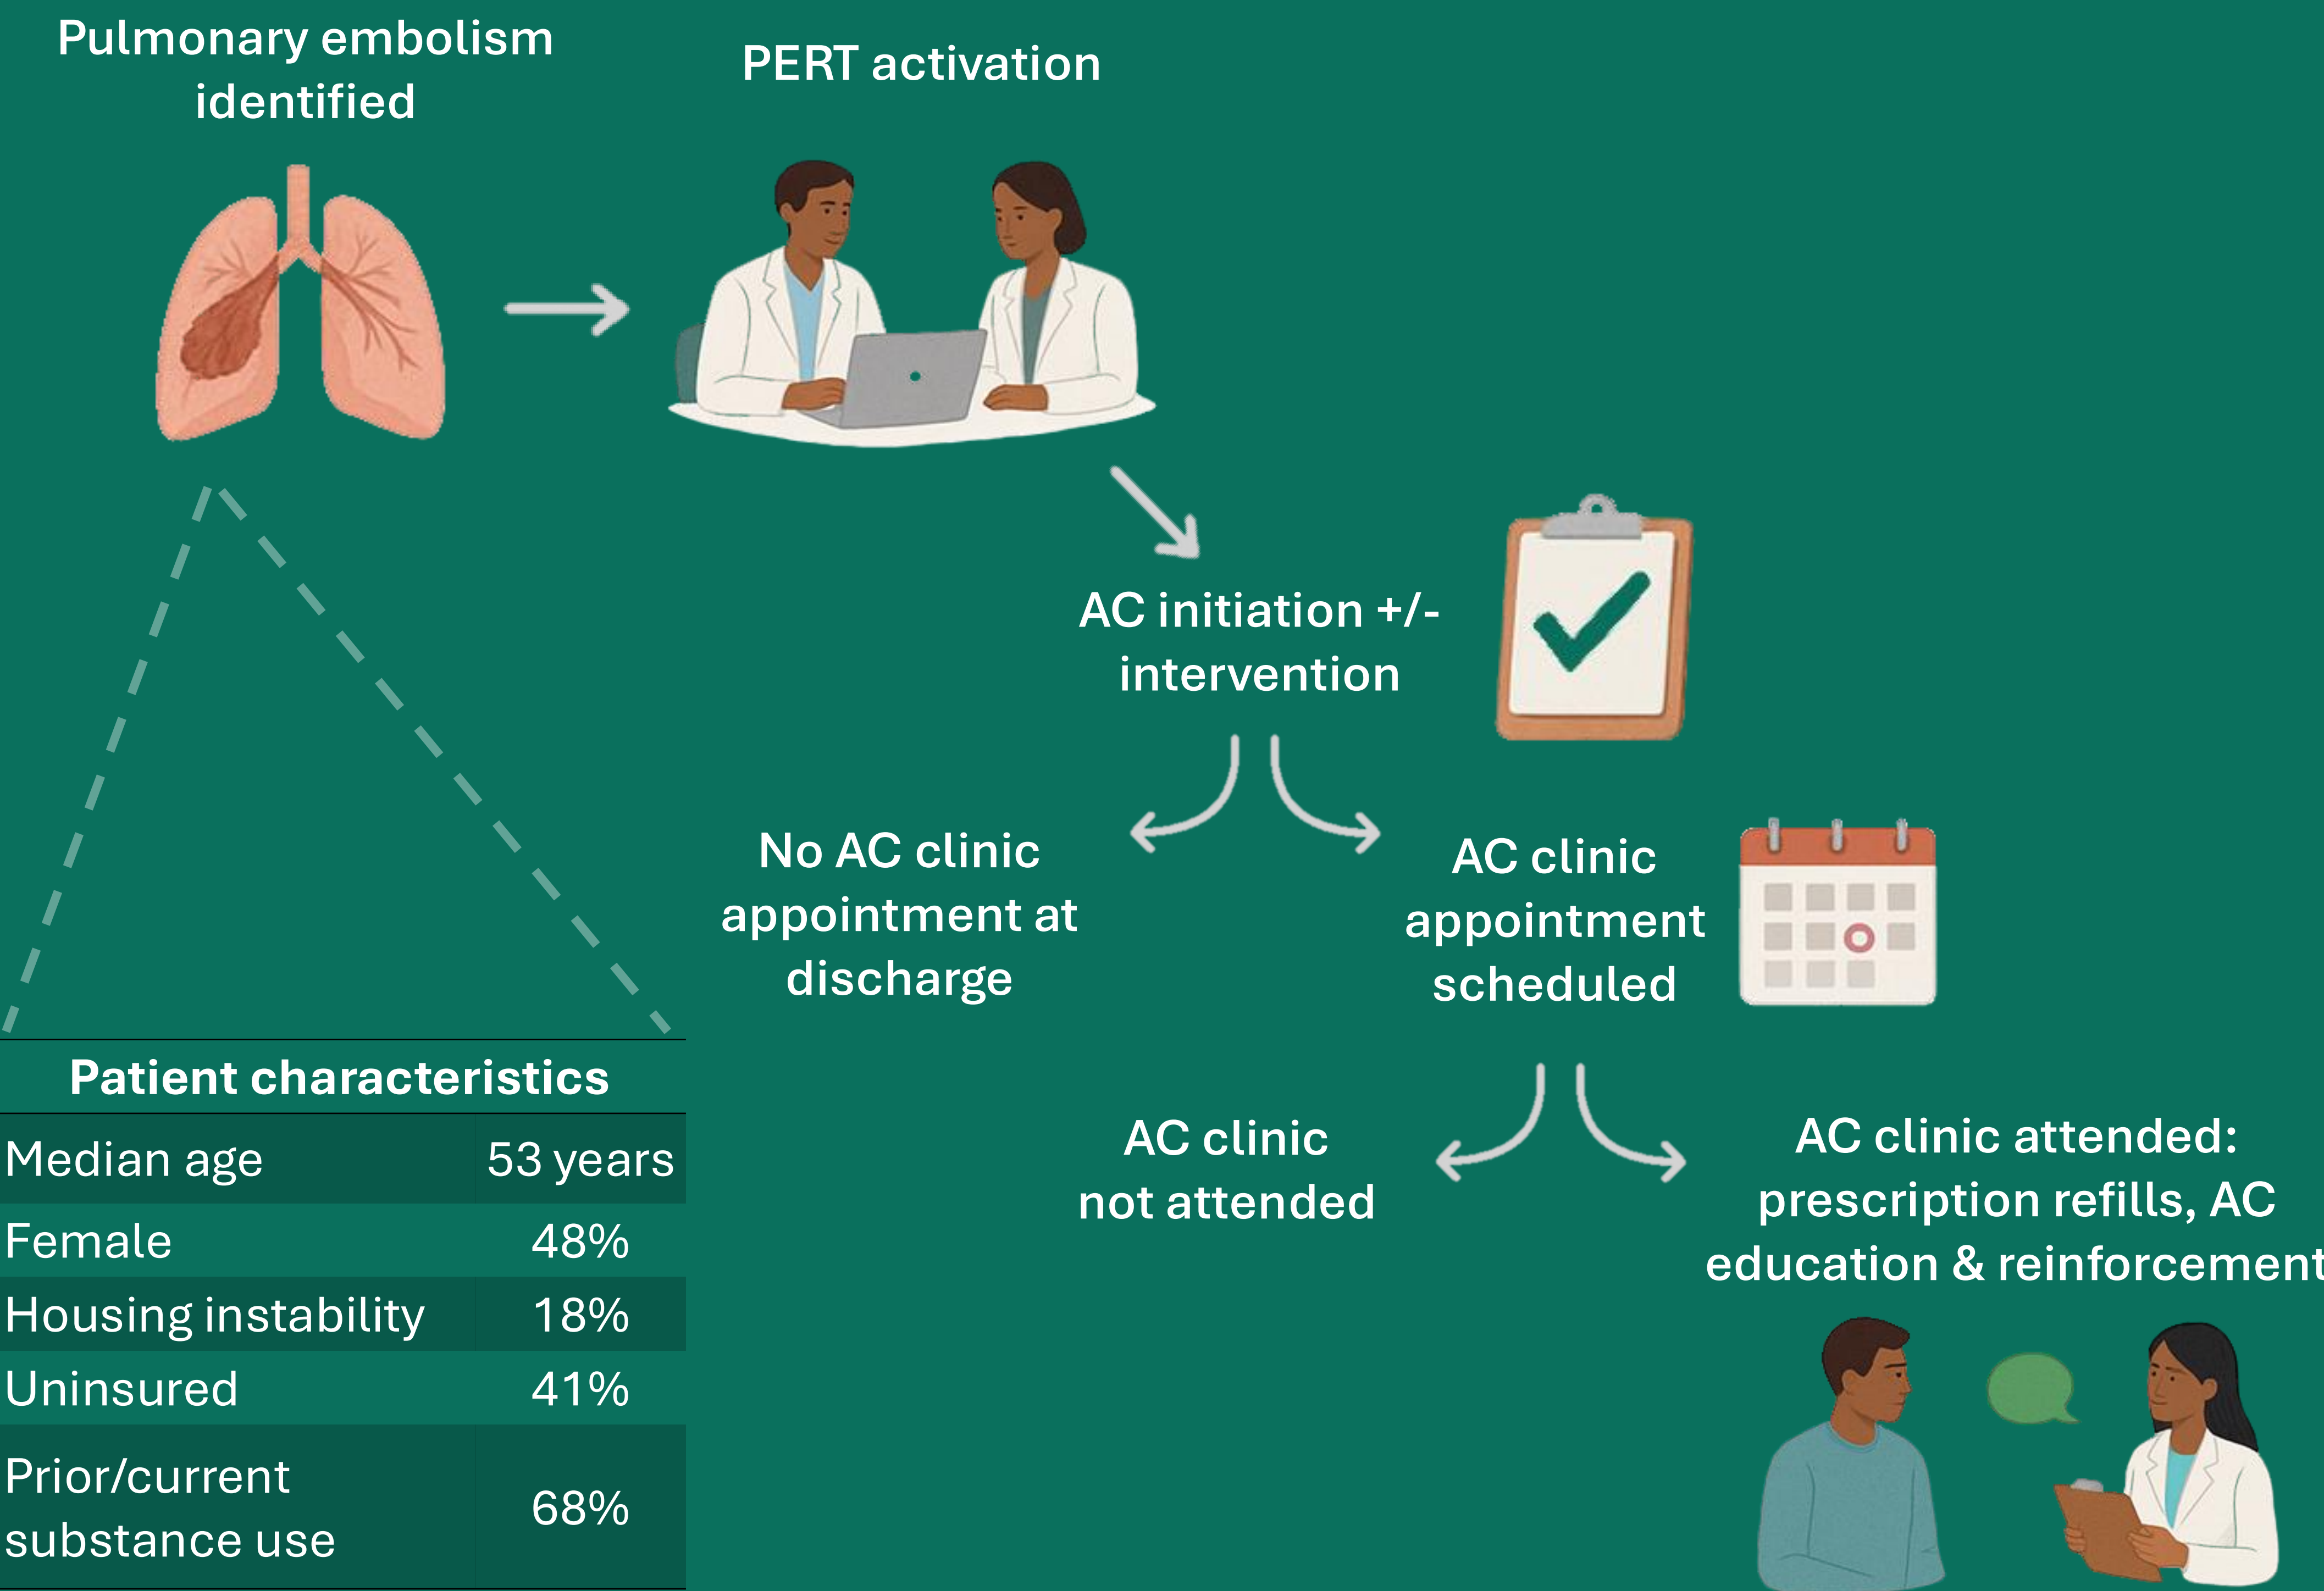 Pulmonary embolism
identified
PERT activation
AC initiation +/-
intervention
No AC clinic
appointment at
discharge
AC clinic
appointment
scheduled
AC clinic
not attended
AC clinic attended:
prescription refills, AC
education & reinforcement
Patient characteristics
Median age 53 years
Female 48%
Housing instability 18%
Uninsured 41%
Prior/current
substance use 68%